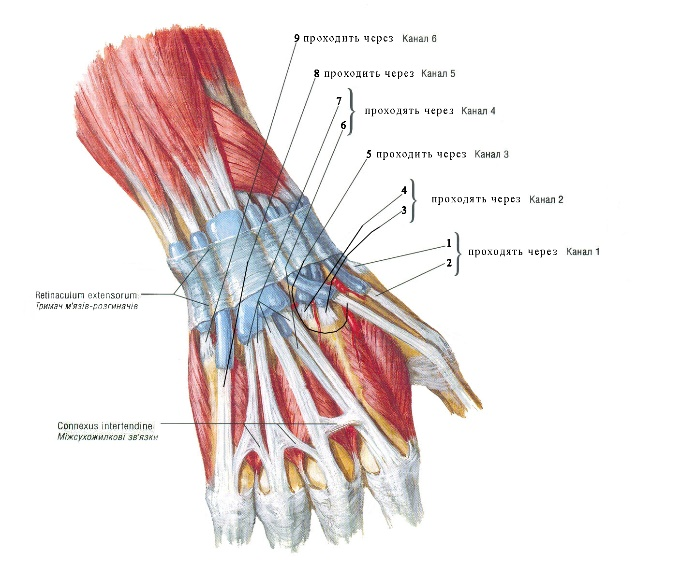 9 проходить через Канал 6
8 проходить через Канал 5
7
6
проходять через Канал 4
5 проходить через Канал 3
4
3
проходять через Канал 2
1
2
проходять через Канал 1
Retinaculum extensorum:
Тримач м'язів-розгиначів
Connexus intertendine:
Міжсухожилкові зв'язки